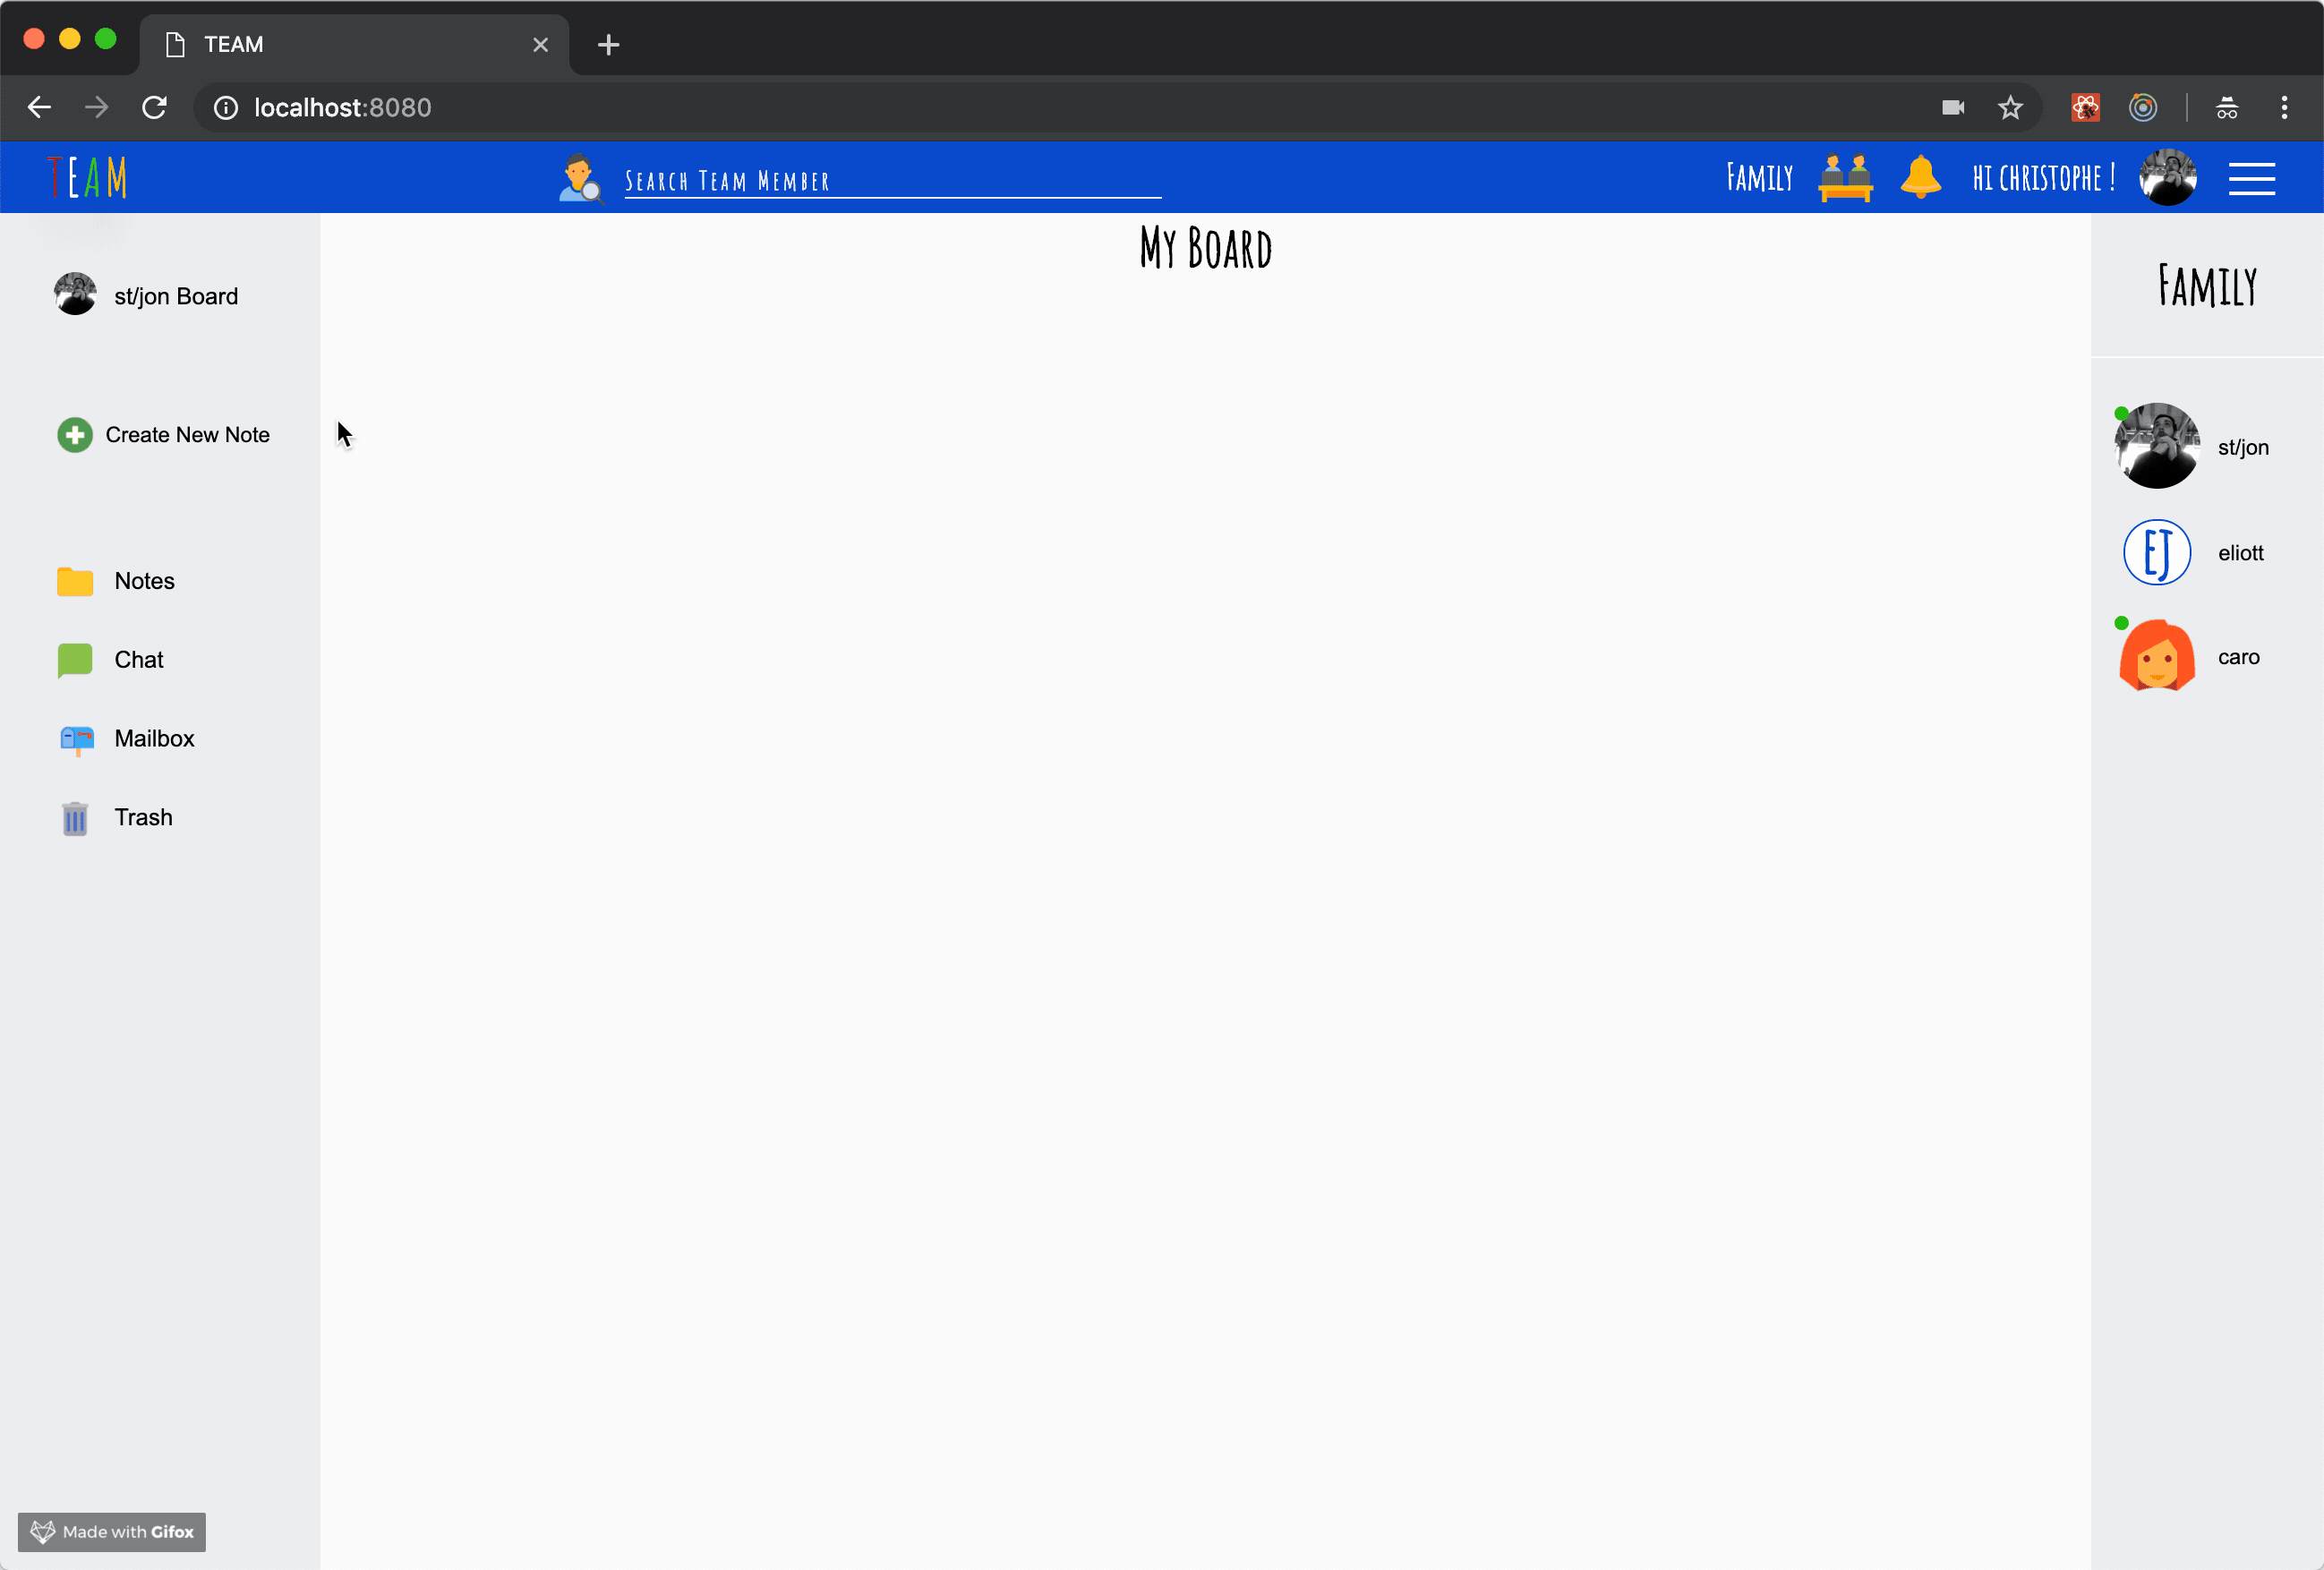 TEAM
localhost:8080
TEAM
Search Team Member
Family
HI CHRISTOPHE !
My Board
Family
st/jon Board
Create New Note
st/jon
EJ
eliott
Notes
Chat
caro
Mailbox
Trash
Made with Gifox